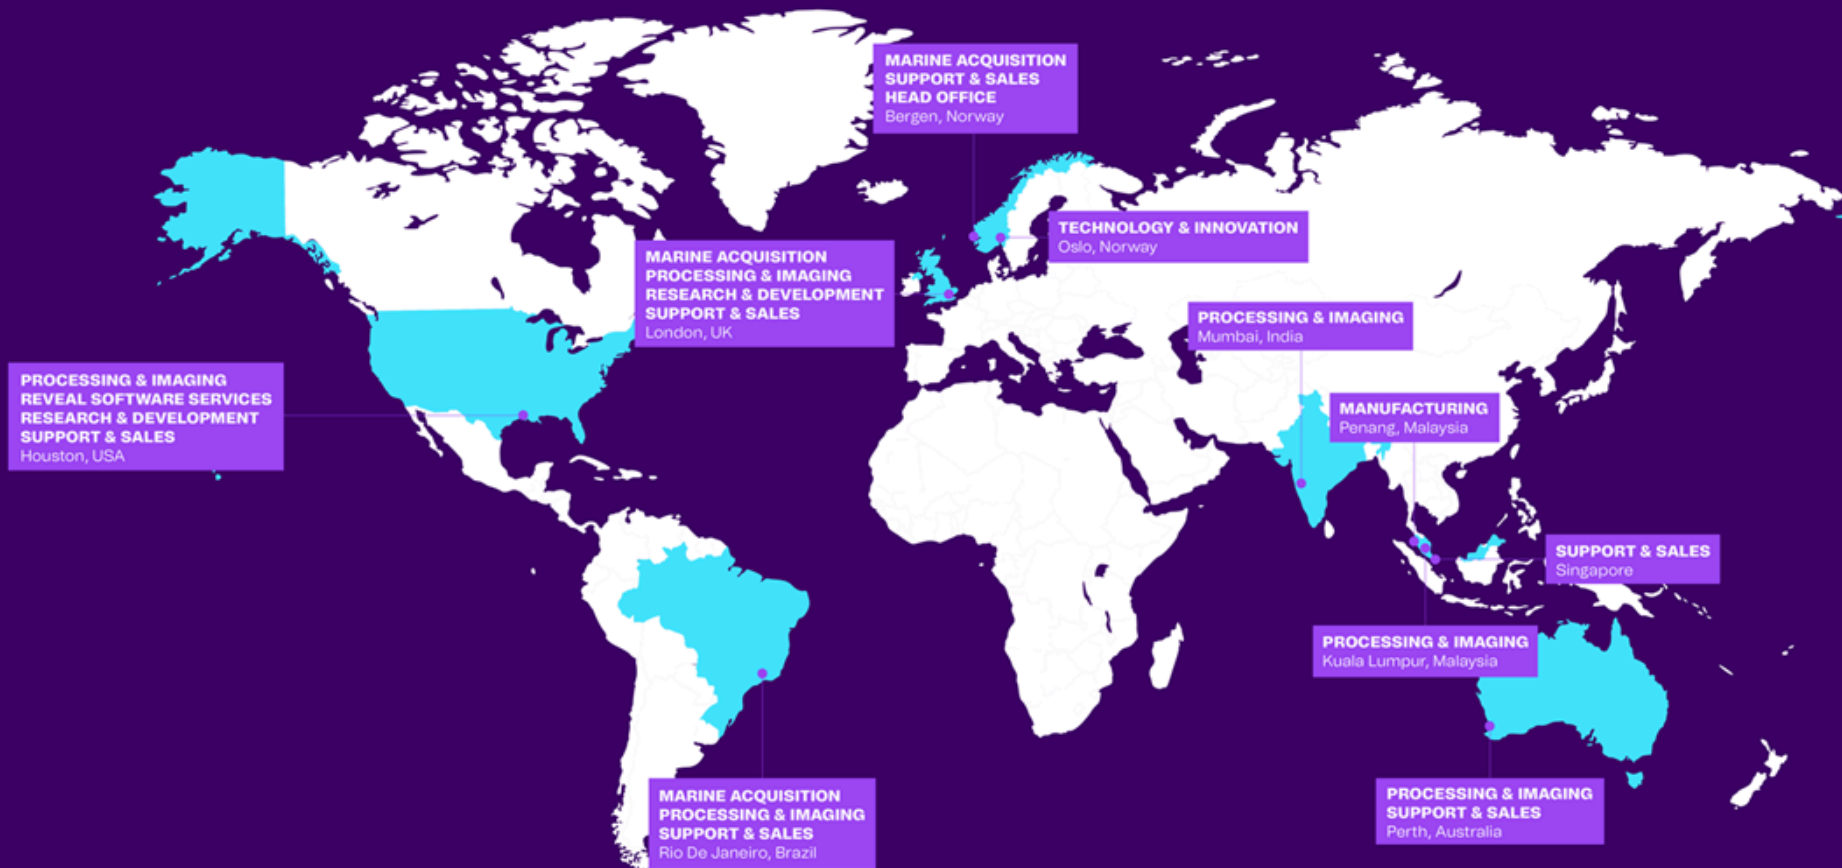 MARINE ACQUISITION
SUPPORT & SALES
HEAD OFFICE
Bergen, Norway
TECHNOLOGY & INNOVATION
Oslo, Norway
MARINE ACQUISITION
PROCESSING & IMAGING
RESEARCH & DEVELOPMENT
SUPPORT & SALES
London, UK
PROCESSING & IMAGING
Mumbai, India
PROCESSING & IMAGING
REVEAL SOFTWARE SERVICES
RESEARCH & DEVELOPMENT
SUPPORT & SALES
Houston, USA
MANUFACTURING
Penang, Malaysia
SUPPORT & SALES
Singapore
PROCESSING & IMAGING
Kuala Lumpur, Malaysia
MARINE ACQUISITION
PROCESSING & IMAGING
SUPPORT & SALES
Rio De Janeiro, Brazil
PROCESSING & IMAGING
SUPPORT & SALES
Perth, Australia